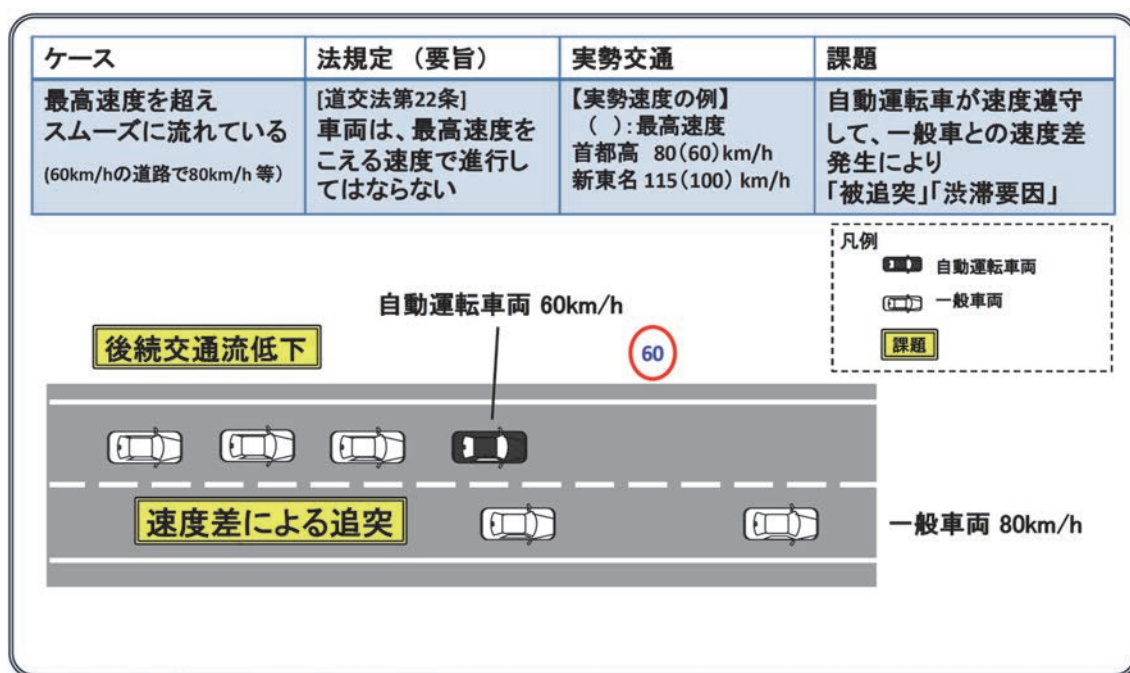 ケース
法規定 (要旨)
実勢交通
課題
最高速度を超え
スムーズに流れている
(60km/hの道路で80km/h 等)
[道交法第22条]
車両は、最高速度を
こえる速度で進行し
てはならない
【実勢速度の例】
( ):最高速度
首都高 80(60)km/h
新東名 115(100) km/h
自動運転車が速度遵守
して、一般車との速度差
発生により
「被追突」「渋滞要因」
凡例
自動運転車両
一般車両
課題
自動運転車両 60km/h
後続交通流低下
60
速度差による追突
一般車両 80km/h